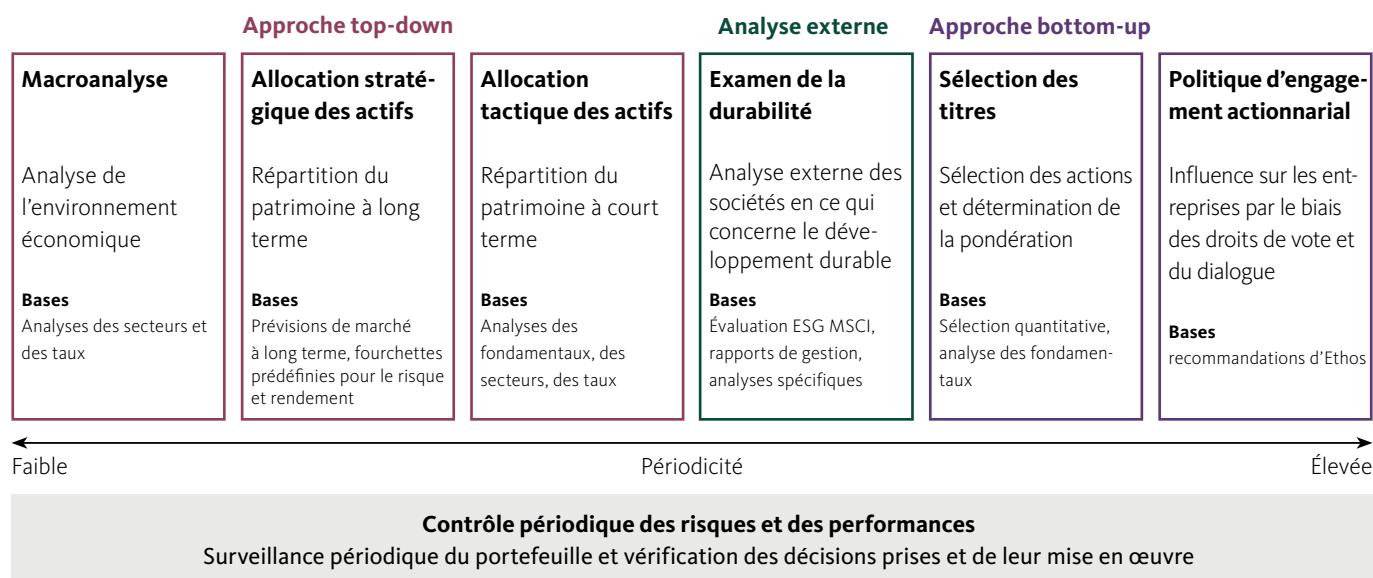 Approche top-down
Analyse externe
Approche bottom-up
Macroanalyse
Analyse de
l’environnement
économique
Bases
Analyses des secteurs et
des taux
Allocation straté-
gique des actifs
Répartition du
patrimoine à long
terme
Bases
Prévisions de marché
à long terme, fourchettes
prédéfinies pour le risque
et rendement
Allocation
tactique des actifs
Répartition du
patrimoine à court
terme
Bases
Analyses des
fondamentaux, des
secteurs, des taux
Examen de la
durabilité
Analyse externe des
sociétés en ce qui
concerne le déve-
loppement durable
Bases
Évaluation ESG MSCI,
rapports de gestion,
analyses spécifiques
Sélection des
titres
Sélection des actions
et détermination de
la pondération
Bases
Sélection quantitative,
analyse des fondamen-
taux
Politique d’engage-
ment actionnarial
Influence sur les ent-
reprises par le biais
des droits de vote et
du dialogue
Bases
recommandations d’Ethos
Faible
Périodicité
Élevée
Contrôle périodique des risques et des performances
Surveillance périodique du portefeuille et vérification des décisions prises et de leur mise en œuvre